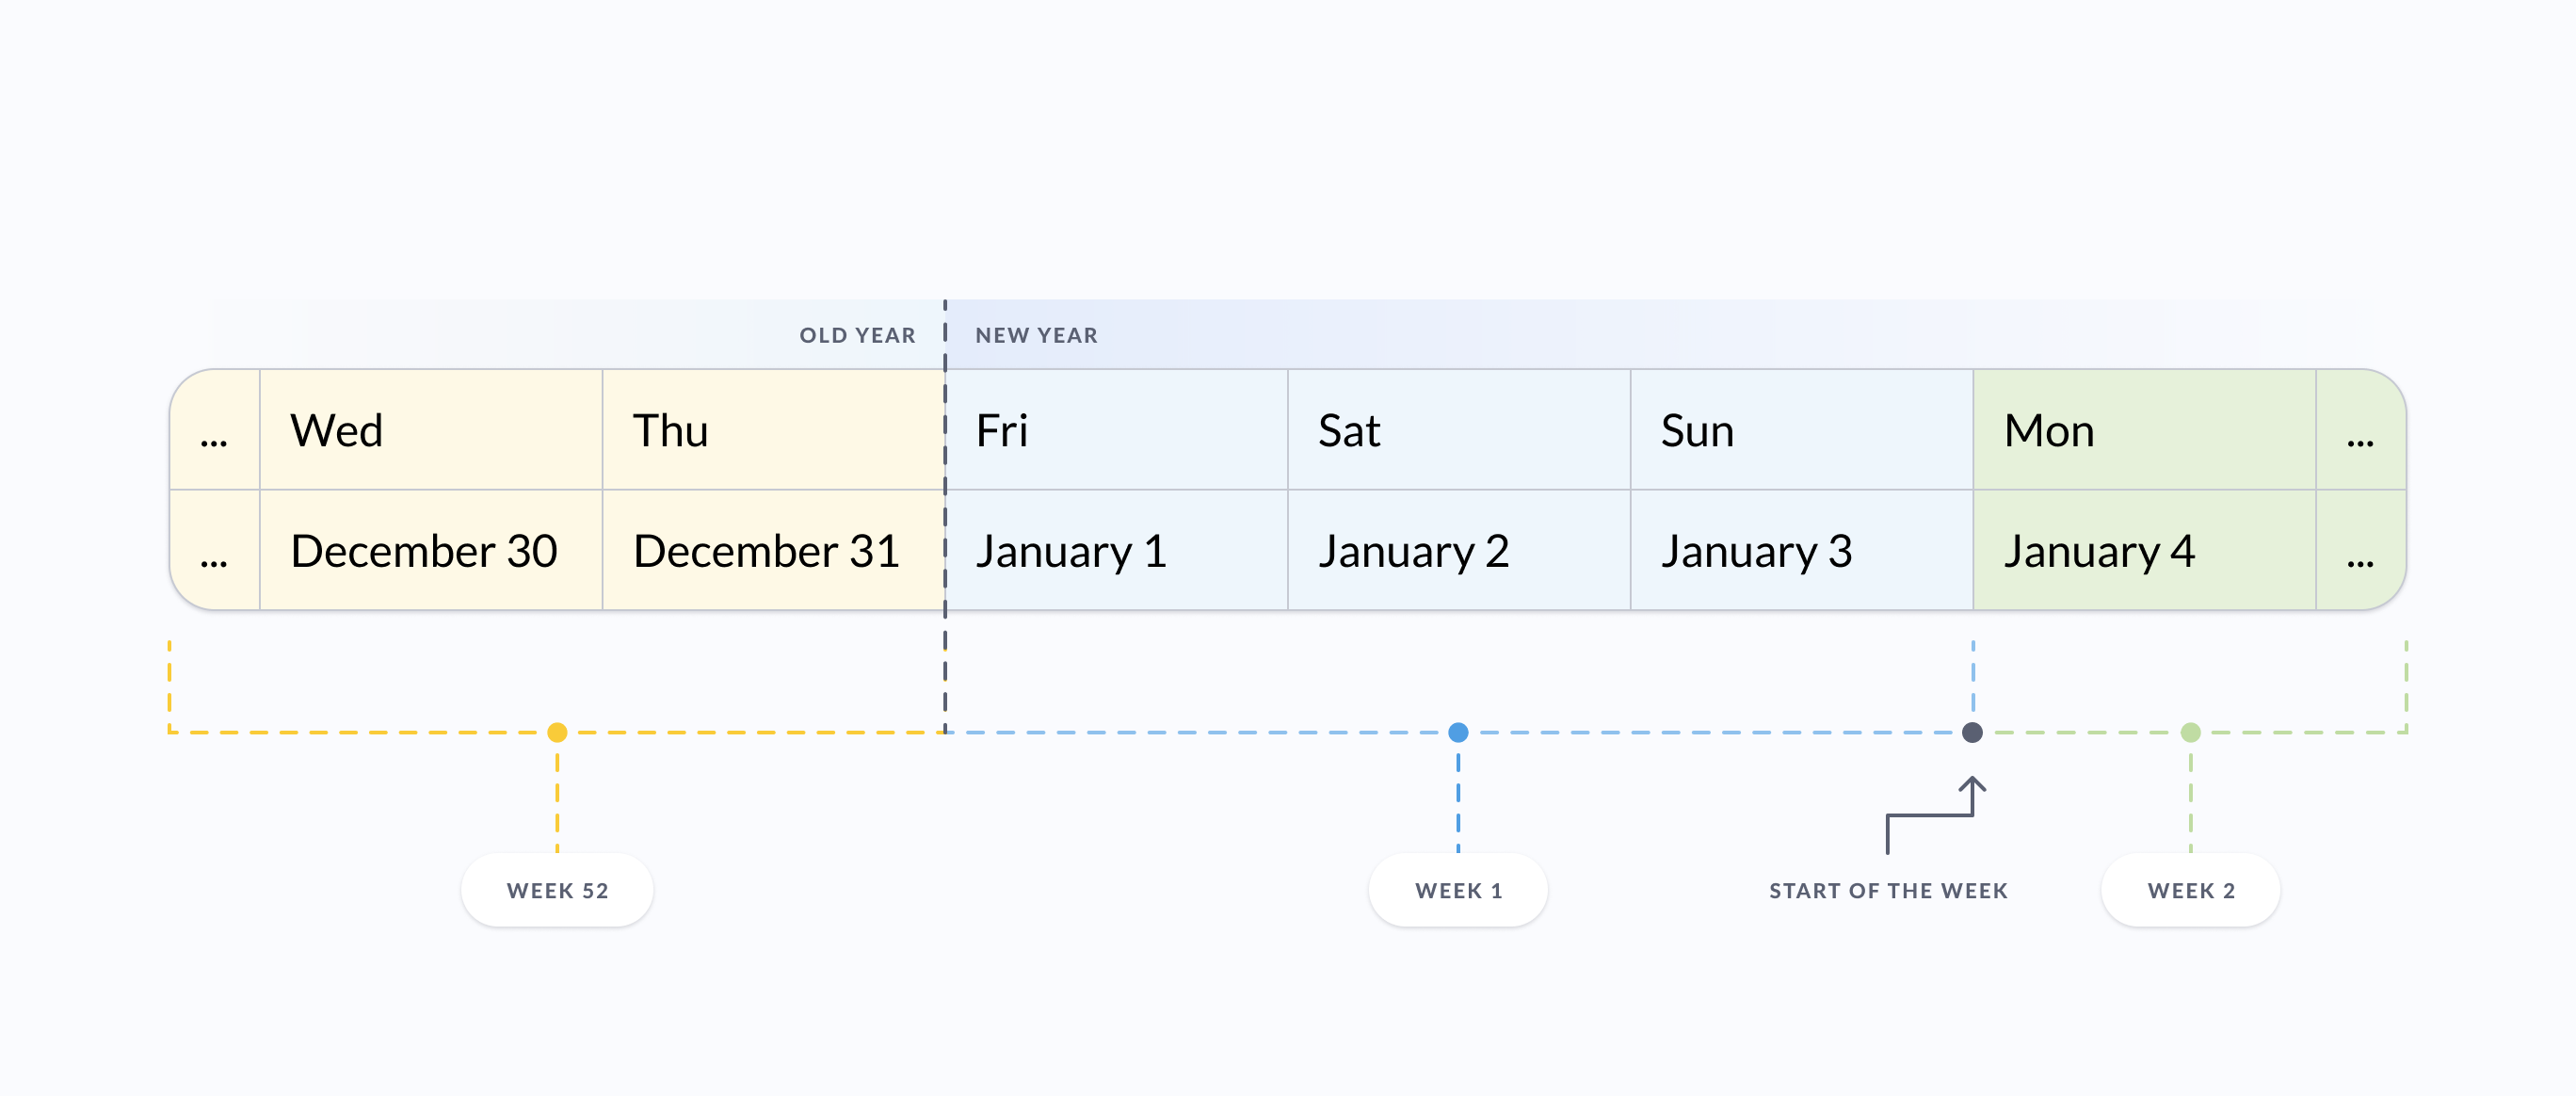 OLD YEAR NEW YEAR
... Wed Thu Fri Sat Sun Mon ...
... December 30 December 31 January 1 January 2 January 3 January 4 ...
WEEK 52 WEEK 1 START OF THE WEEK WEEK 2